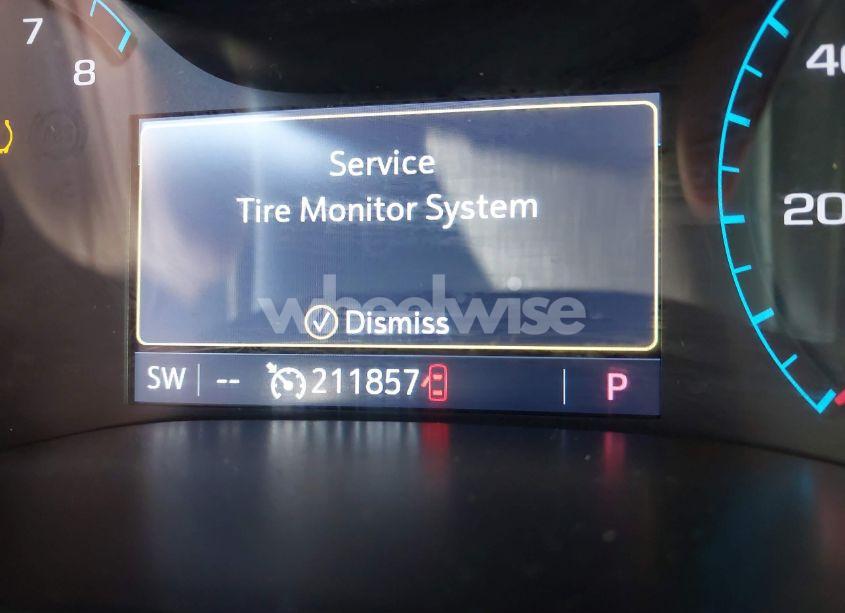 7
8
40
20
Service
Tire Monitor System
wheelwise
Dismiss
SW -- 211857 P